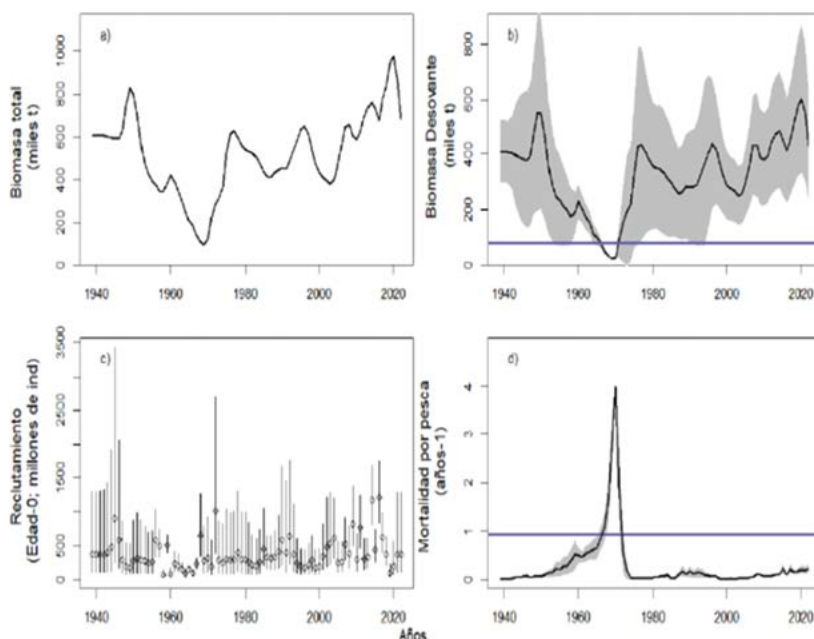 a)
Biomasa total
(miles t)
0 200 400 600 800 1000
1940 1960 1980 2000 2020
b)
Biomasa Desovante
(miles t)
0 200 400 600 800
1940 1960 1980 2000 2020
c)
Reclutamiento
(Edad-0; millones de ind)
0 500 1500 2500 3500
1940 1960 1980 2000 2020
d)
Mortalidad por pesca
(años-1)
0 1 2 3 4
1940 1960 1980 2000 2020
Años